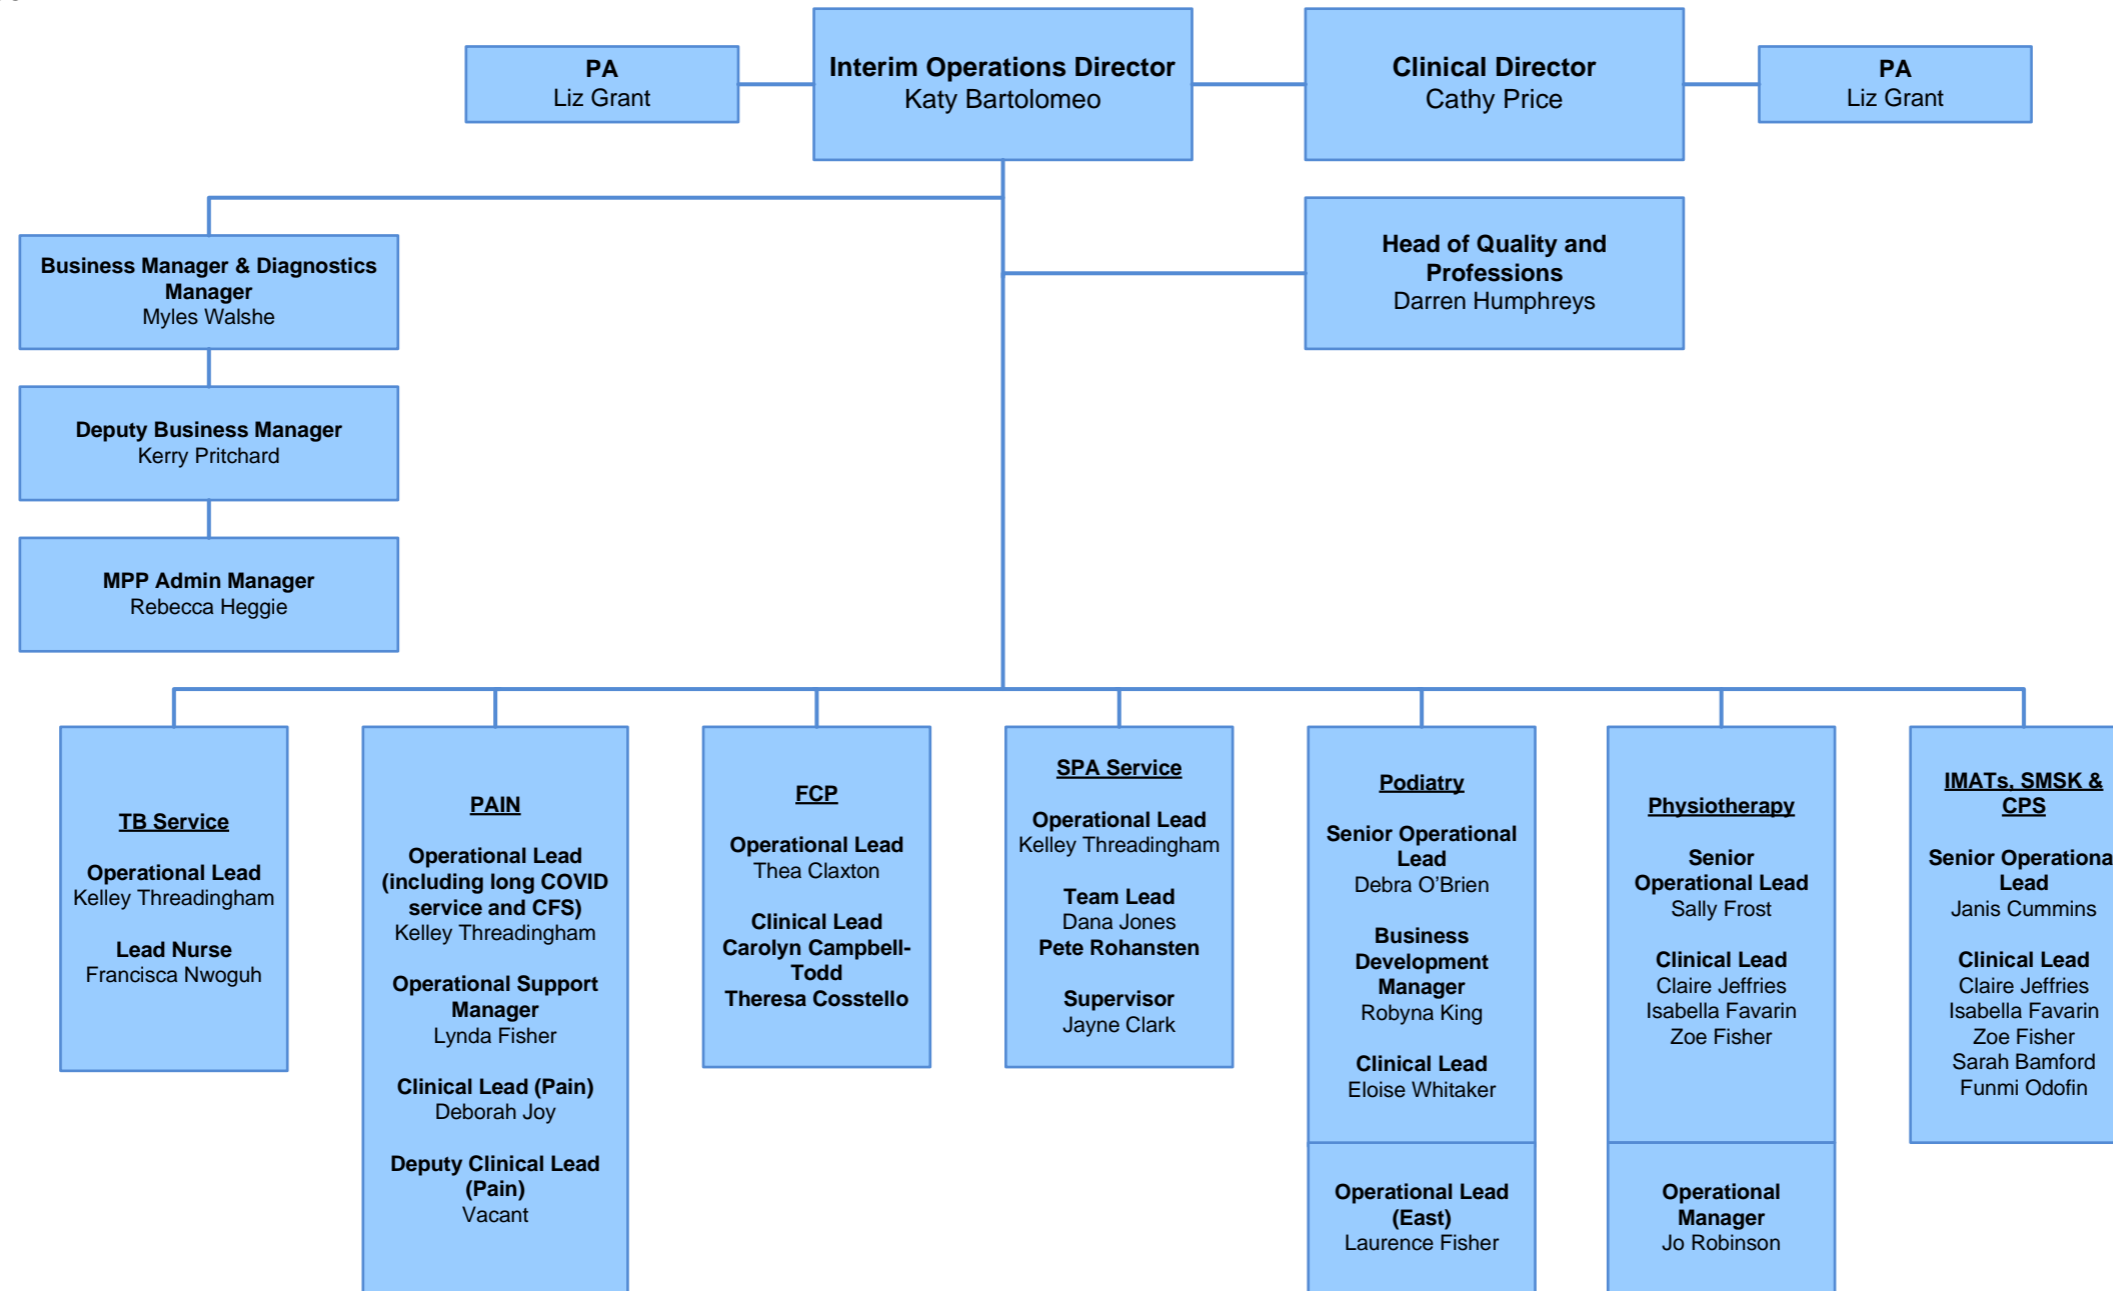 PA
Liz Grant
Interim Operations Director
Katy Bartolomeo
Clinical Director
Cathy Price
PA
Liz Grant
Business Manager & Diagnostics
Manager
Myles Walshe
Head of Quality and
Professions
Darren Humphreys
Deputy Business Manager
Kerry Pritchard
MPP Admin Manager
Rebecca Heggie
TB Service
Operational Lead
Kelley Threadingham
Lead Nurse
Francisca Nwoguh
PAIN
Operational Lead
(including long COVID
service and CFS)
Kelley Threadingham
Operational Support
Manager
Lynda Fisher
Clinical Lead (Pain)
Deborah Joy
Deputy Clinical Lead
(Pain)
Vacant
FCP
Operational Lead
Thea Claxton
Clinical Lead
Carolyn Campbell-
Todd
Theresa Cosstello
SPA Service
Operational Lead
Kelley Threadingham
Team Lead
Dana Jones
Pete Rohansten
Supervisor
Jayne Clark
Podiatry
Senior Operational
Lead
Debra O'Brien
Business
Development
Manager
Robyna King
Clinical Lead
Eloise Whitaker
Operational Lead
(East)
Laurence Fisher
Physiotherapy
Senior
Operational Lead
Sally Frost
Clinical Lead
Claire Jeffries
Isabella Favarin
Zoe Fisher
Operational
Manager
Jo Robinson
IMATs, SMSK &
CPS
Senior Operationa
Lead
Janis Cummins
Clinical Lead
Claire Jeffries
Isabella Favarin
Zoe Fisher
Sarah Bamford
Funmi Odofin